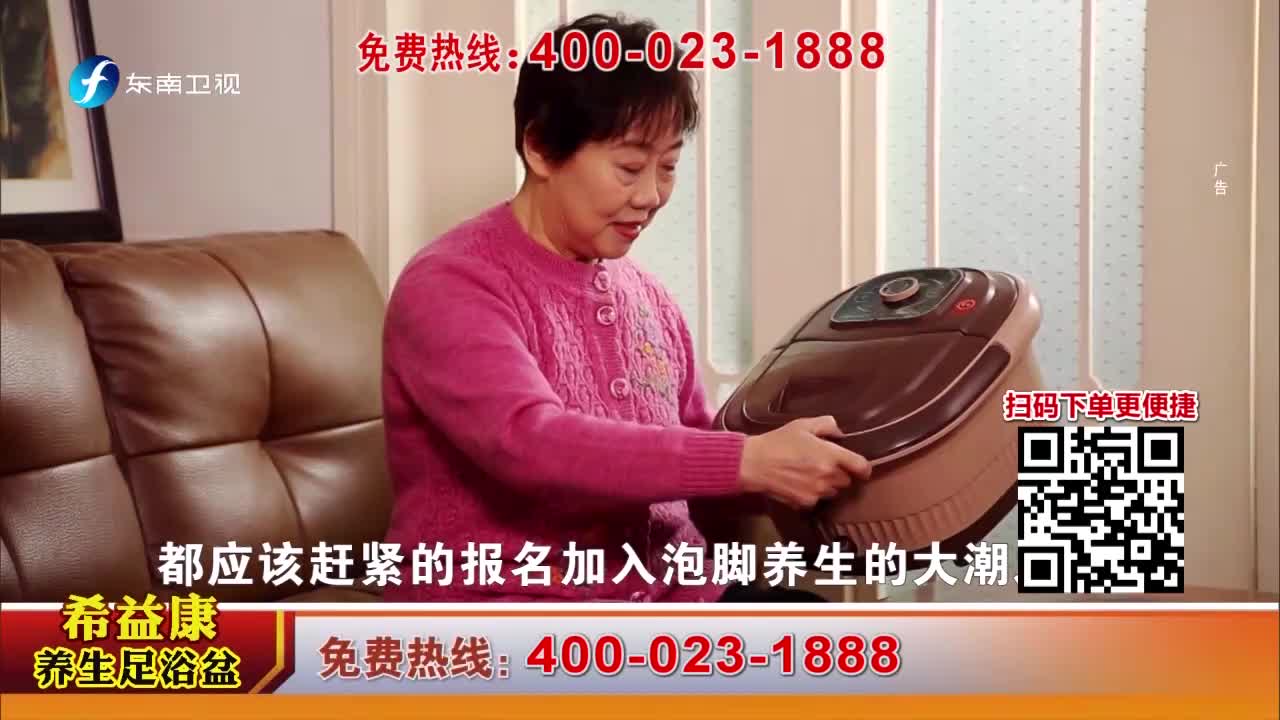 免费热线：400-023-1888
东南卫视
广告
扫码下单更便捷
都应该赶紧的报名加入泡脚养生的大潮
希益康
养生足浴盆
免费热线：400-023-1888